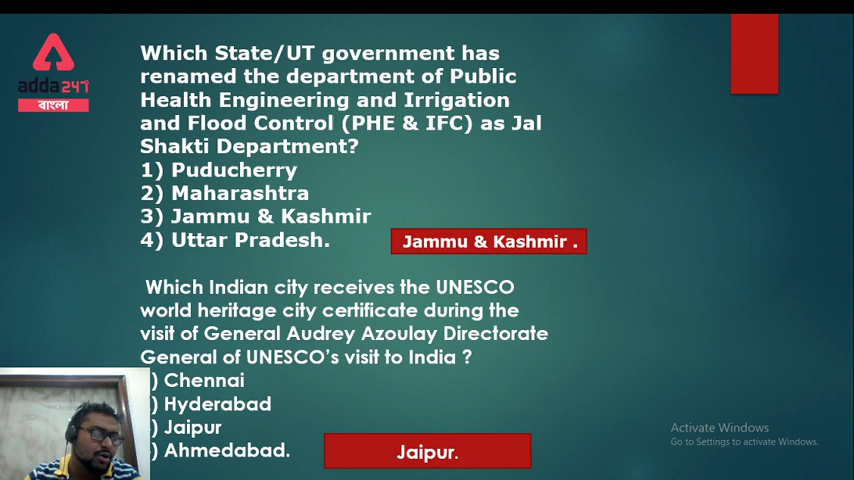 adda247
বাংলা
Which State/UT government has
renamed the department of Public
Health Engineering and Irrigation
and Flood Control (PHE & IFC) as Jal
Shakti Department?
1) Puducherry
2) Maharashtra
3) Jammu & Kashmir
4) Uttar Pradesh.
Jammu & Kashmir .
Which Indian city receives the UNESCO
world heritage city certificate during the
visit of General Audrey Azoulay Directorate
General of UNESCO’s visit to India ?
) Chennai
) Hyderabad
) Jaipur
) Ahmedabad.
Jaipur.
Activate Windows
Go to Settings to activate Windows.